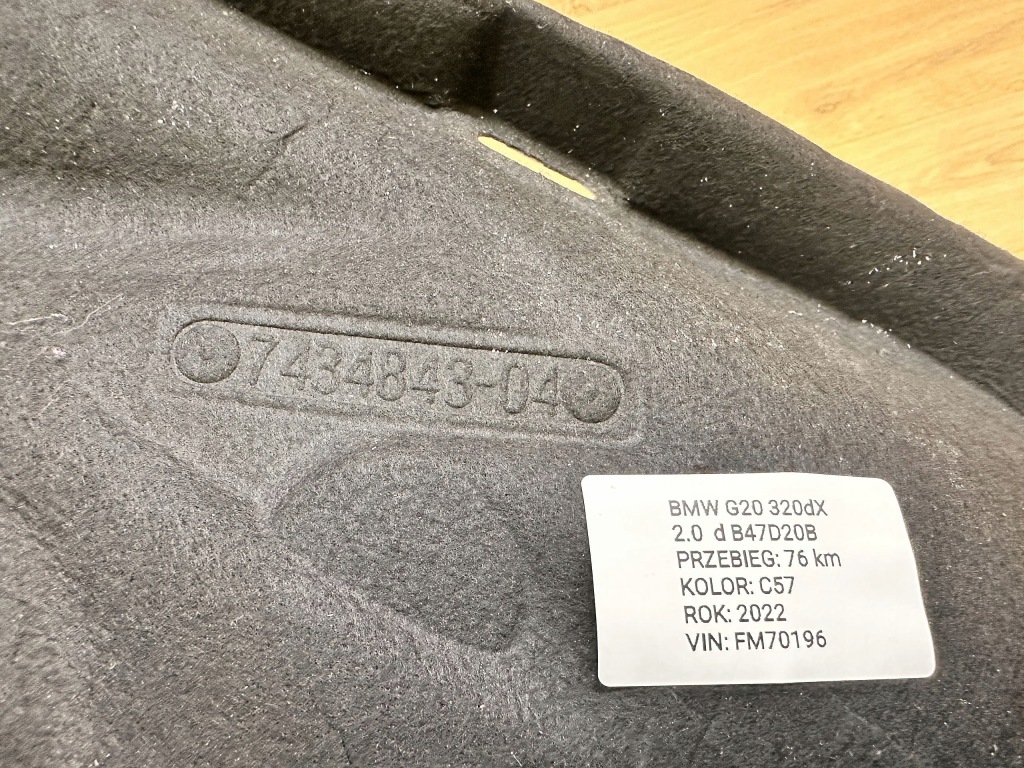 7434843-04
BMW G20 320dX
2.0 d B47D20B
PRZEBIEG: 76 km
KOLOR: C57
ROK: 2022
VIN: FM70196